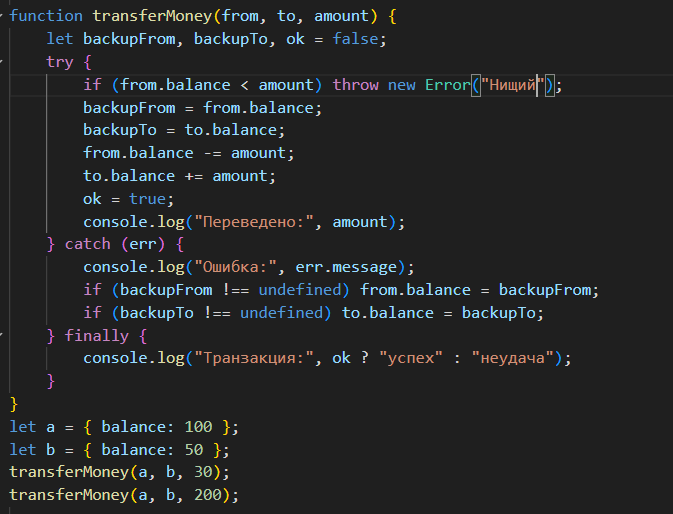 function transferMoney(from, to, amount) {
    let backupFrom, backupTo, ok = false;
    try {
        if (from.balance < amount) throw new Error("Нищий");
        backupFrom = from.balance;
        backupTo = to.balance;
        from.balance -= amount;
        to.balance += amount;
        ok = true;
        console.log("Переведено:", amount);
    } catch (err) {
        console.log("Ошибка:", err.message);
        if (backupFrom !== undefined) from.balance = backupFrom;
        if (backupTo !== undefined) to.balance = backupTo;
    } finally {
        console.log("Транзакция:", ok ? "успех" : "неудача");
    }
}
let a = { balance: 100 };
let b = { balance: 50 };
transferMoney(a, b, 30);
transferMoney(a, b, 200);